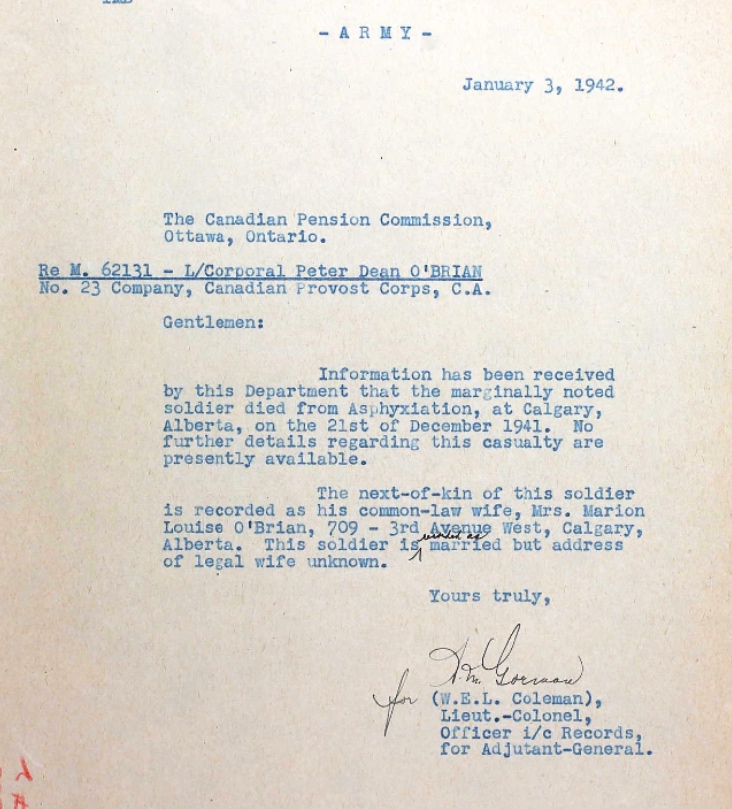 - A R M Y -
January 3, 1942.
The Canadian Pension Commission,
Ottawa, Ontario.
Re M. 62131 - L/Corporal Peter Dean O'BRIAN
No. 23 Company, Canadian Provost Corps, C.A.
Gentlemen:
Information has been received
by this Department that the marginally noted
soldier died from Asphyxiation, at Calgary,
Alberta, on the 21st of December 1941. No
further details regarding this casualty are
presently available.
The next-of-kin of this soldier
is recorded as his common-law wife, Mrs. Marion
Louise O'Brian, 709 - 3rd Avenue West, Calgary,
recorded as
Alberta. This soldier is married but address
of legal wife unknown.
Yours truly,
Gorman
for (W.E.L. Coleman),
Lieut.-Colonel,
Officer i/c Records,
for Adjutant-General.